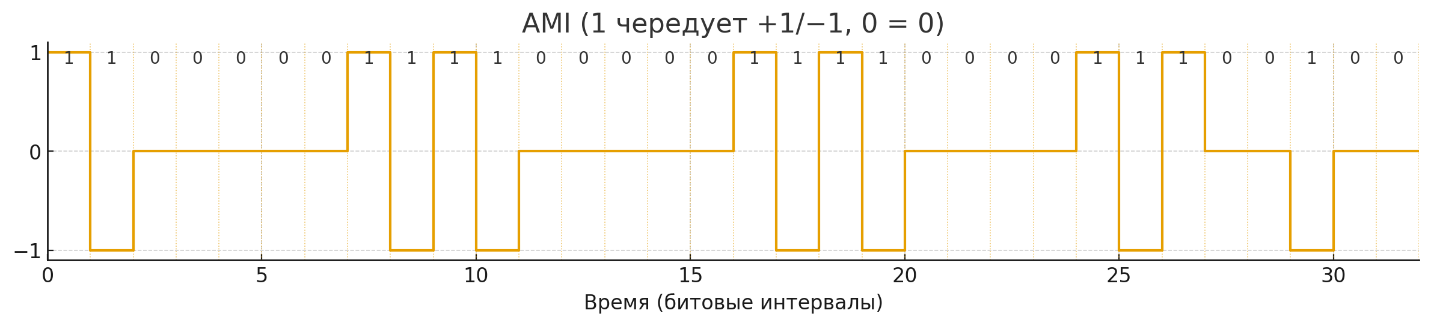 AMI (1 чередует +1/−1, 0 = 0)
1 1 1 0 0 0 0 0 1 1 1 1 0 0 0 0 0 1 1 1 1 0 0 0 0 1 1 1 0 0 1 0 0
0
−1
0 5 10 15 20 25 30
Время (битовые интервалы)